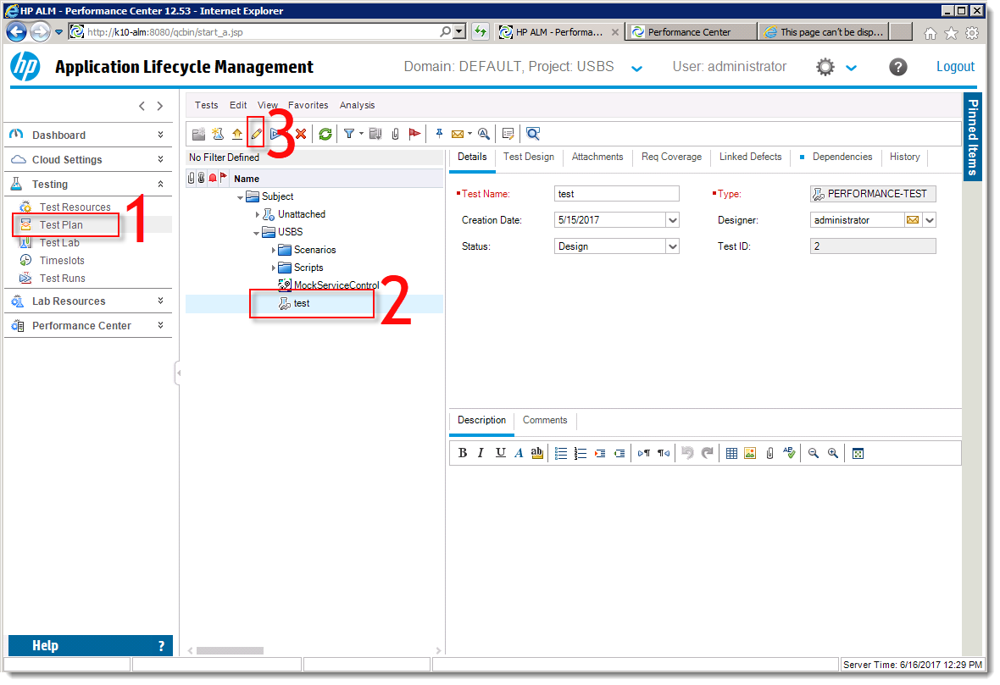 HP ALM - Performance Center 12.53 - Internet Explorer
http://k10-alm:8080/qcbin/start_a.jsp
HP ALM - Performa...
Performance Center
This page can't be disp...
hp
Application Lifecycle Management
Domain: DEFAULT, Project: USBS
User: administrator
?
Logout
Dashboard
Cloud Settings
Testing
Test Resources
Test Plan
1
Test Lab
Timeslots
Test Runs
Lab Resources
Performance Center
Help
?
Tests
Edit
View
Favorites
Analysis
3
No Filter Defined
Name
Subject
Unattached
USBS
Scenarios
Scripts
MockServiceControl
test
2
Details
Test Design
Attachments
Req Coverage
Linked Defects
Dependencies
History
Test Name:
test
Type:
PERFORMANCE-TEST
Creation Date:
5/15/2017
Designer:
administrator
Status:
Design
Test ID:
2
Description
Comments
B I U A ab
Pinned Items
Server Time: 6/16/2017 12:29 PM